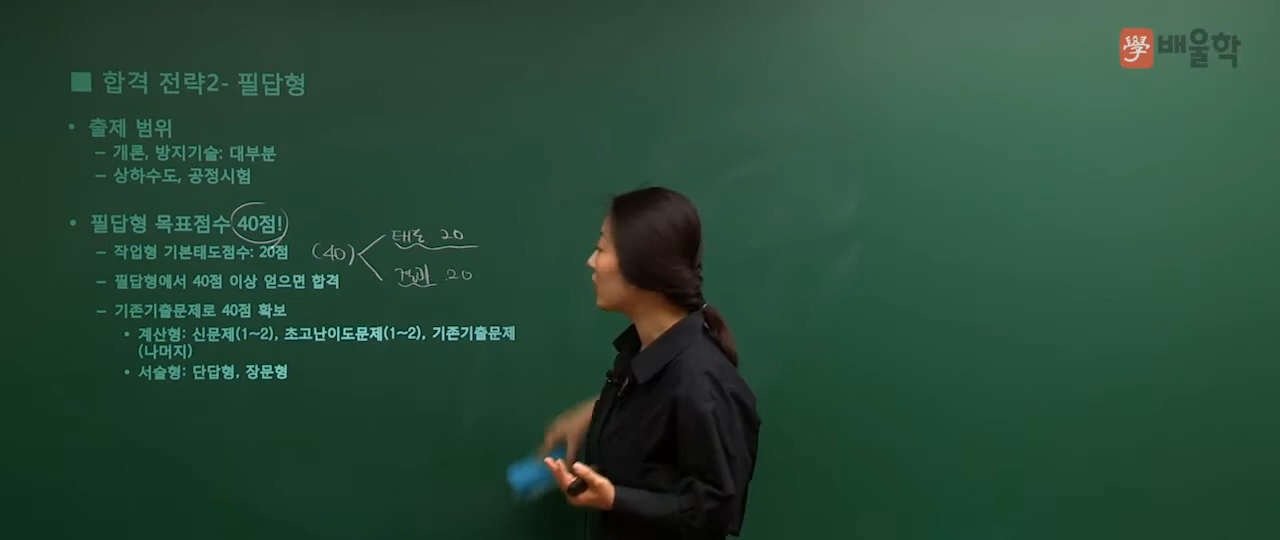 學 배울학
■ 합격 전략2- 필답형
• 출제 범위
– 개론, 방지기술: 대부분
– 상하수도, 공정시험
• 필답형 목표점수 40점!
– 작업형 기본태도점수: 20점 (40)
태도 20
결과 20
– 필답형에서 40점 이상 얻으면 합격
– 기존기출문제로 40점 확보
• 계산형: 신문제(1~2), 초고난이도문제(1~2), 기존기출문제
(나머지)
• 서술형: 단답형, 장문형